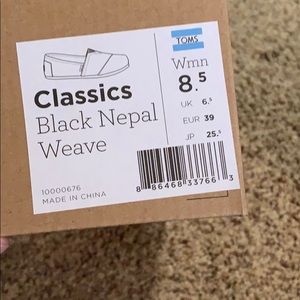 TOMS
Wmn
8.5
UK 6.5
EUR 39
JP 25.5
Classics
Black Nepal
Weave
10000676
MADE IN CHINA
8 86468 33766 3